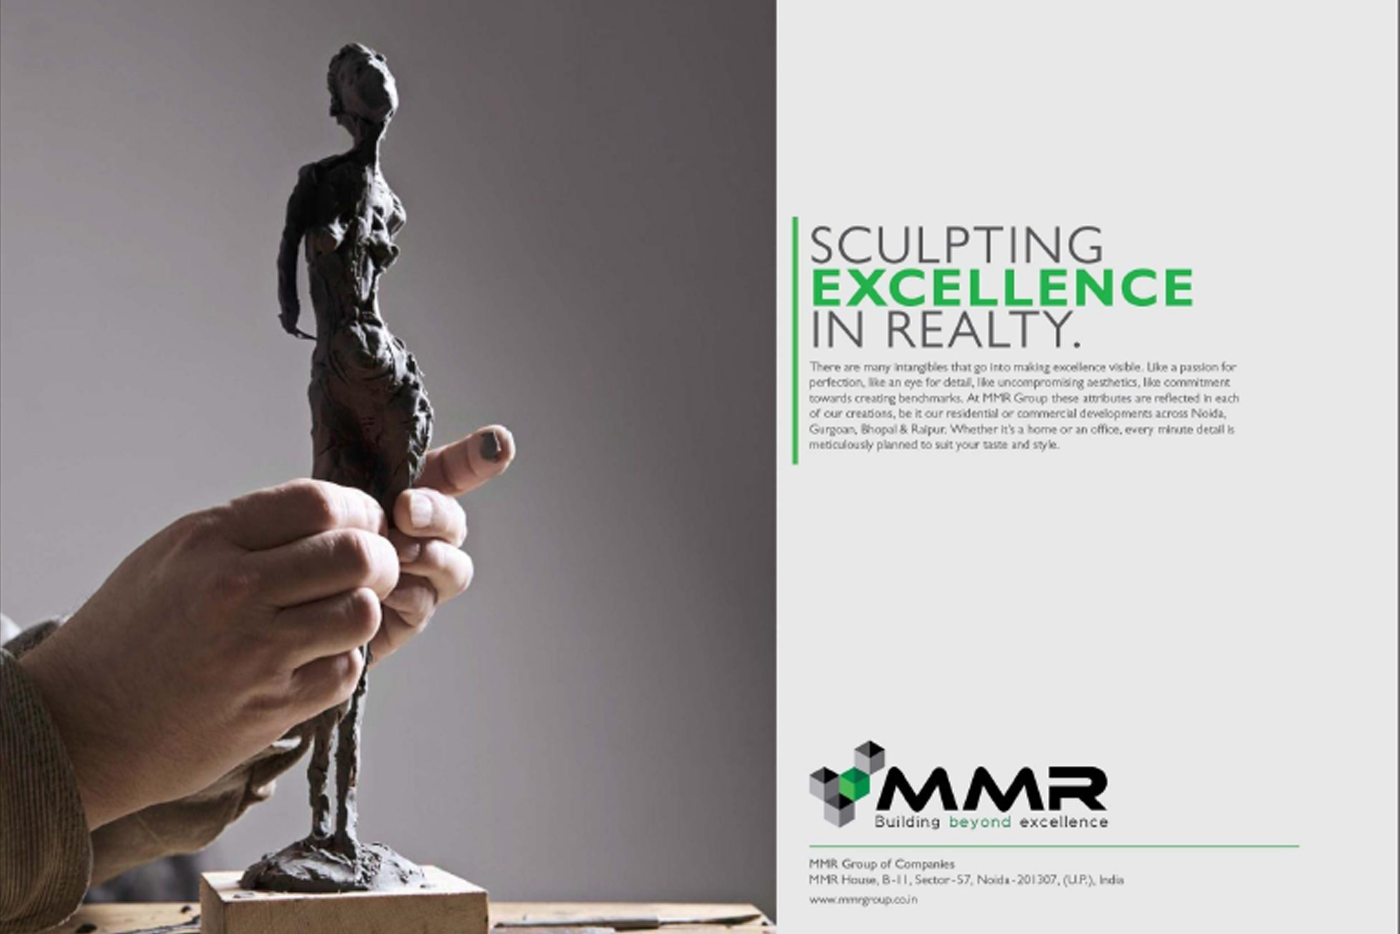 SCULPTING
EXCELLENCE
IN REALTY.
There are many intangibles that go into making excellence visible. Like a passion for
perfection, like an eye for detail, like uncompromising aesthetics, like commitment
towards creating benchmarks. At MMR Group these attributes are reflected in each
of our creations, be it our residential or commercial developments across Noida,
Gurgoan, Bhopal & Raipur. Whether it's a home or an office, every minute detail is
meticulously planned to suit your taste and style.
MMR
Building beyond excellence
MMR Group of Companies
MMR House, B-11, Sector-57, Noida-201307, (U.P.), India
www.mmrgroup.co.in